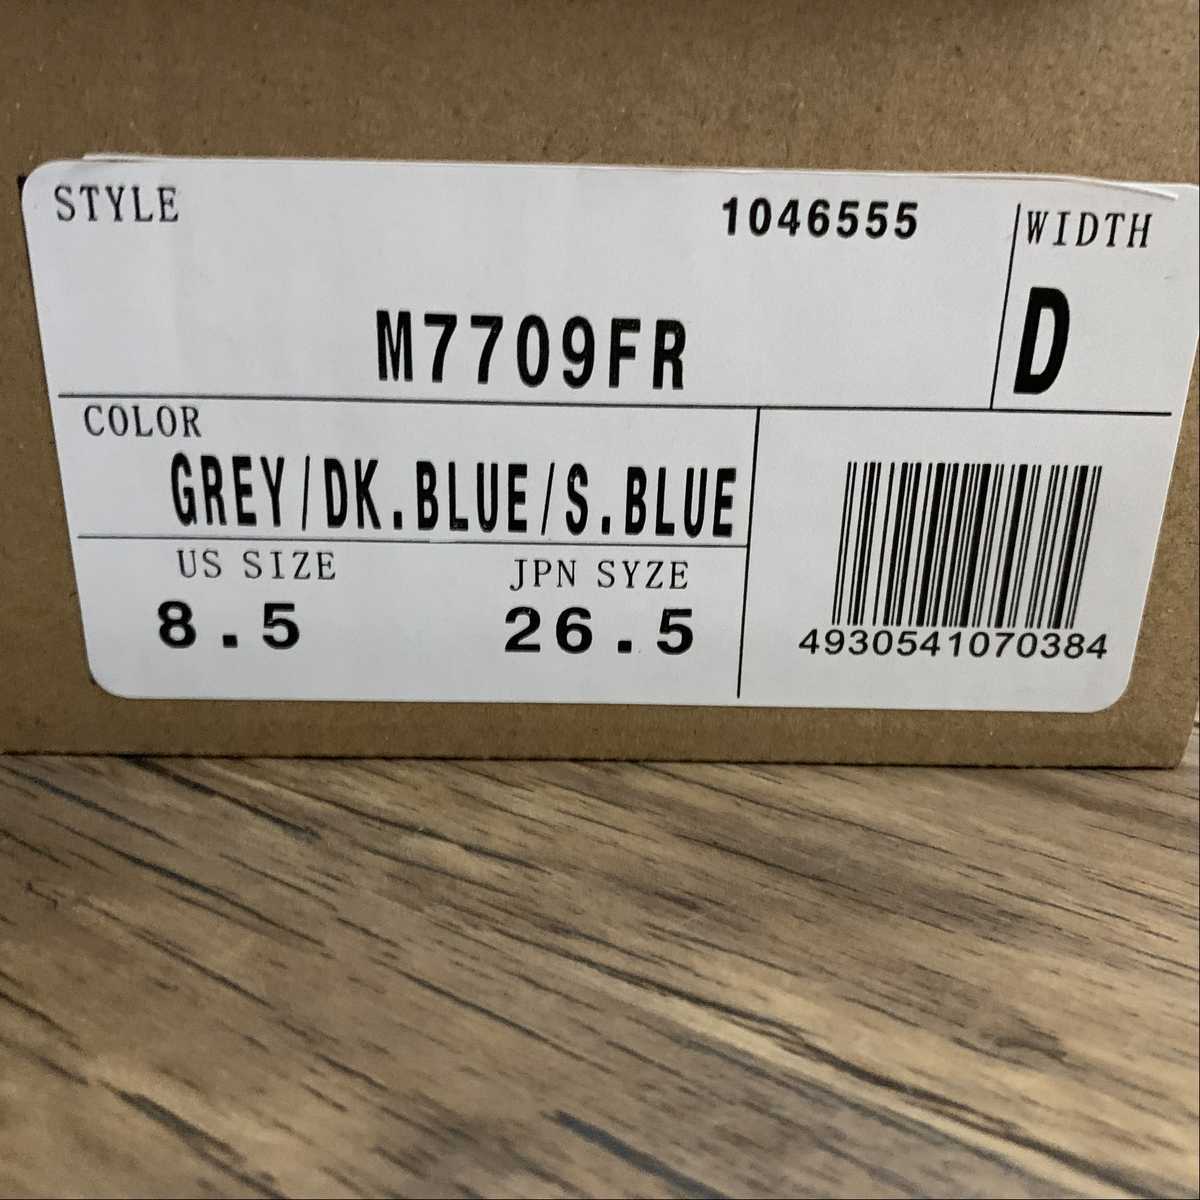 STYLE
1046555
WIDTH
M7709FR
D
COLOR
GREY/DK.BLUE/S.BLUE
US SIZE
JPN SYZE
8.5
26.5
4930541070384